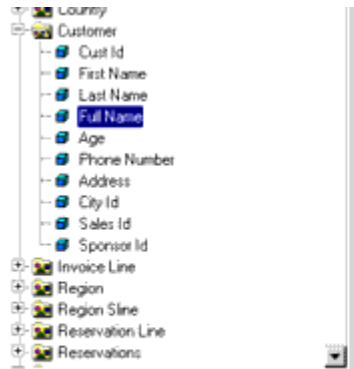 Country
Customer
Cust Id
First Name
Last Name
Full Name
Age
Phone Number
Address
City Id
Sales Id
Sponsor Id
Invoice Line
Region
Region Sline
Reservation Line
Reservations